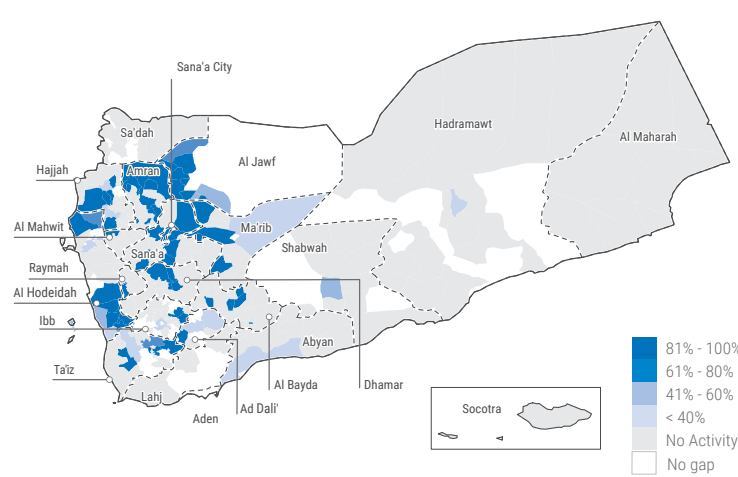 Sana'a City
Sa'dah
Hadramawt
Al Maharah
Al Jawf
Hajjah
Amran
Al Mahwit
Ma'rib
Shabwah
Sana'a
Raymah
Al Hodeidah
Ibb
Abyan
Ta'iz
Lahj
Al Bayda
Dhamar
Ad Dali'
Aden
Socotra
81% - 100%
61% - 80%
41% - 60%
< 40%
No Activity
No gap